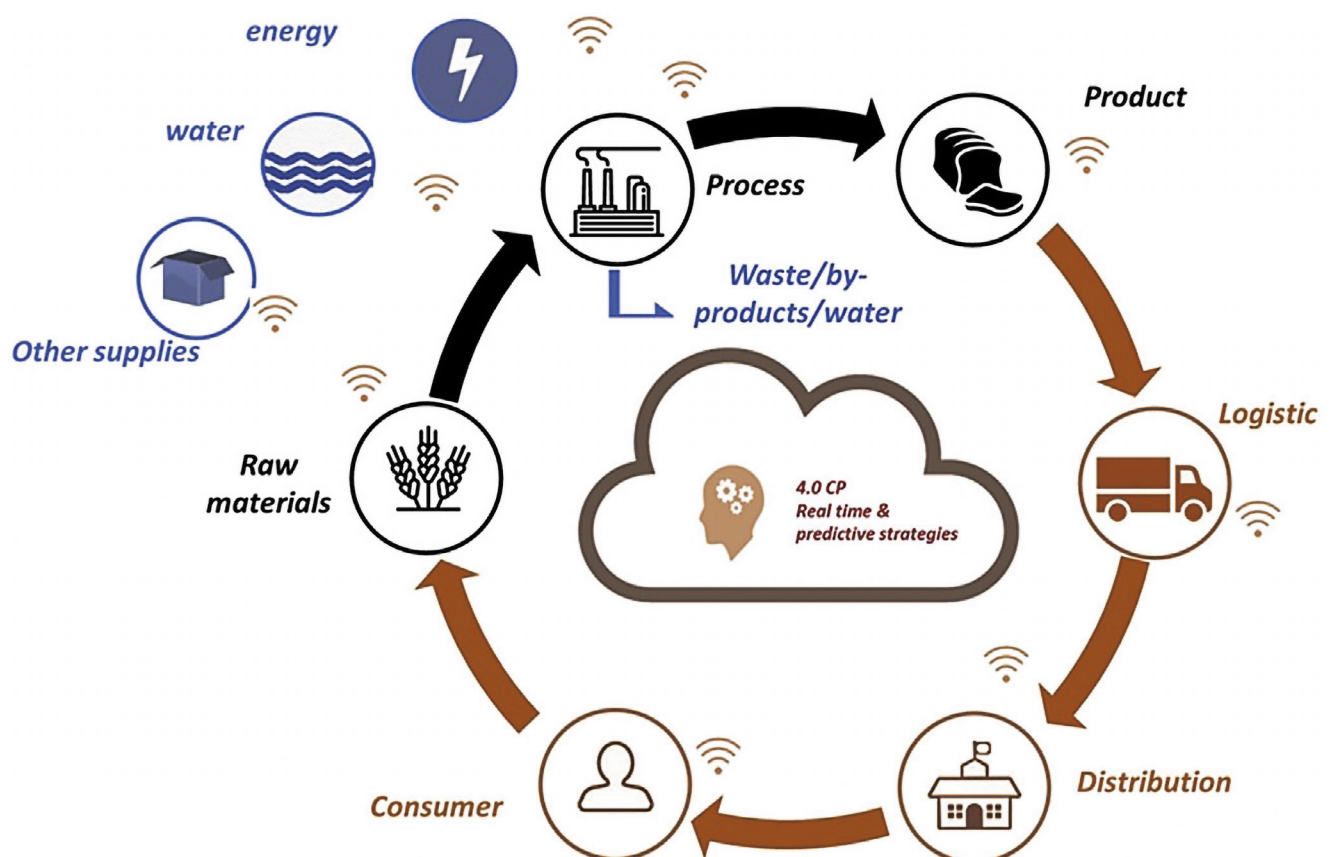 energy
water
Other supplies
Process
Product
Waste/by-
products/water
Raw
materials
Logistic
4.0 CP
Real time &
predictive strategies
Consumer
Distribution